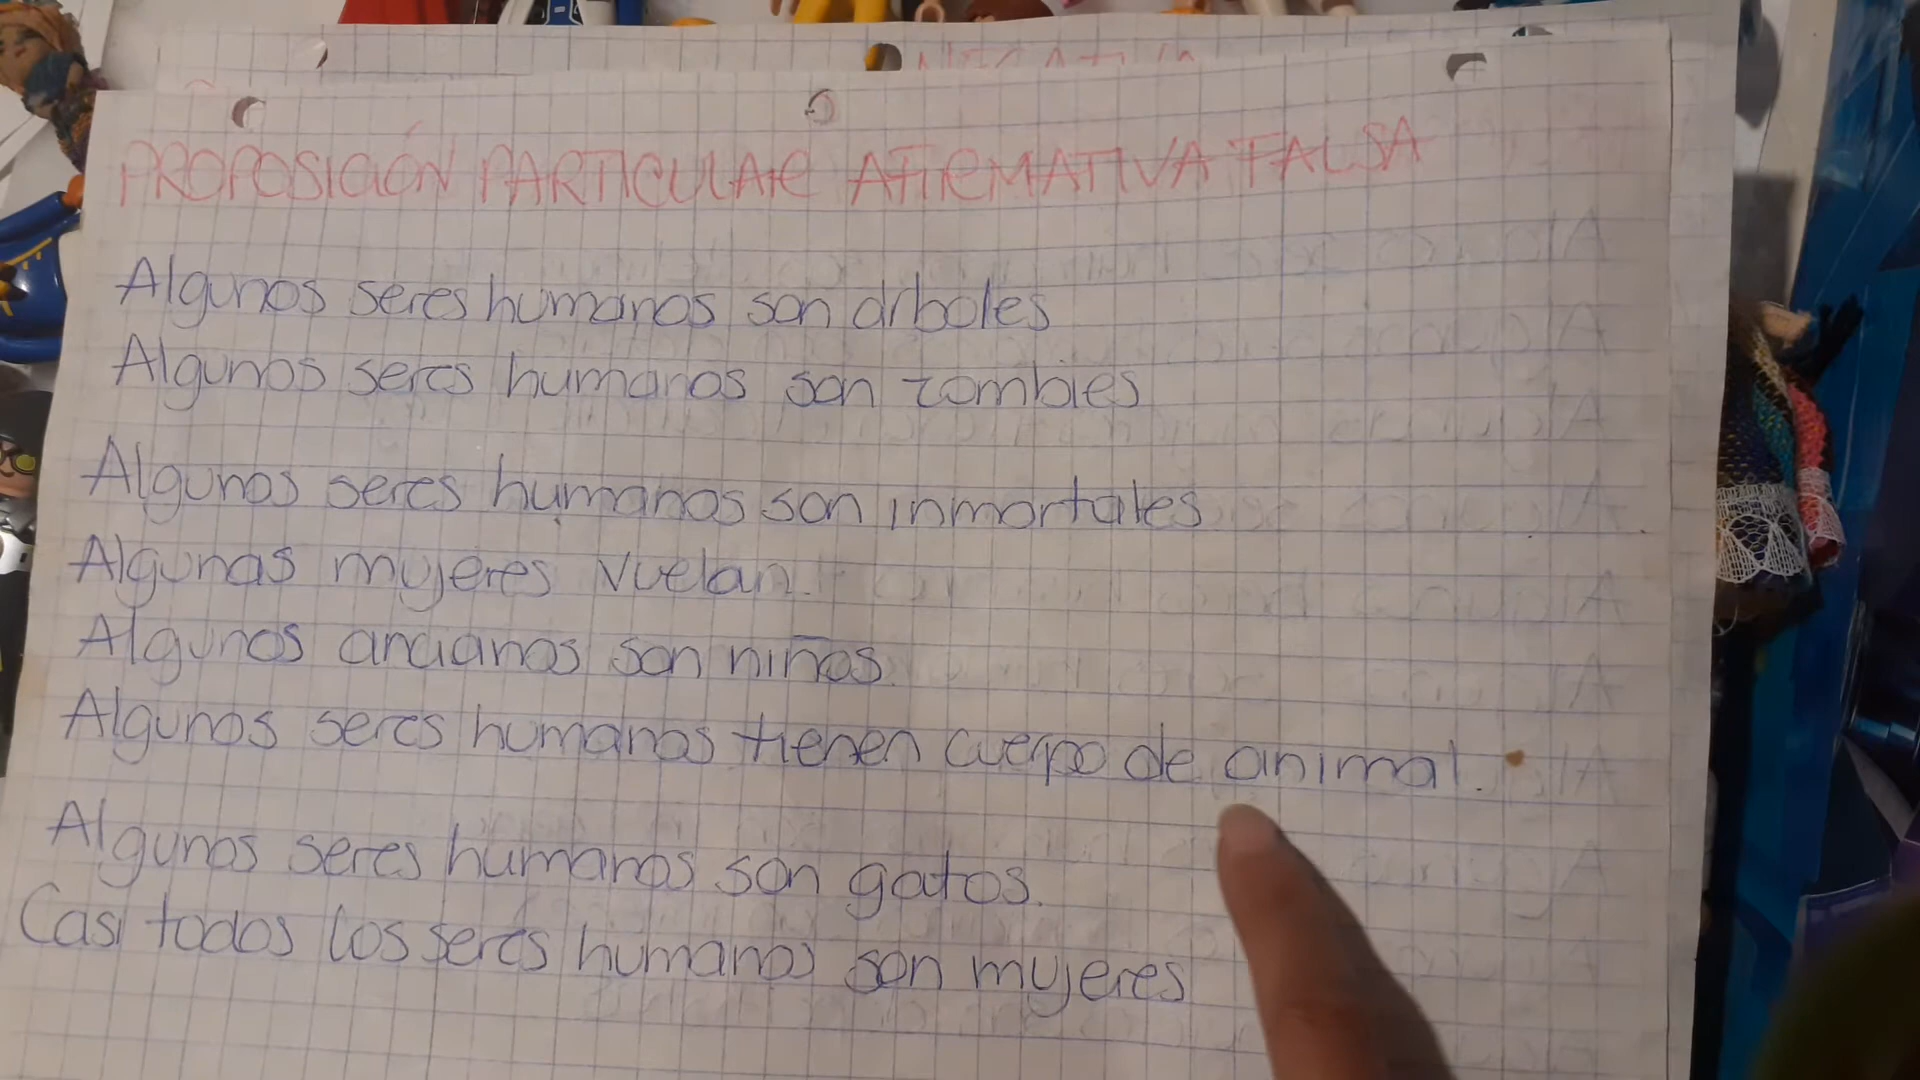 NEGATIVA
PROPOSICIÓN PARTICULAR AFIRMATIVA FALSA
Algunos seres humanos son árboles
Algunos seres humanos son zombies
Algunos seres humanos son inmortales
Algunas mujeres vuelan.
Algunos ancianos son niños.
Algunos seres humanos tienen cuerpo de animal.
Algunos seres humanos son gatos.
Casi todos los seres humanos son mujeres